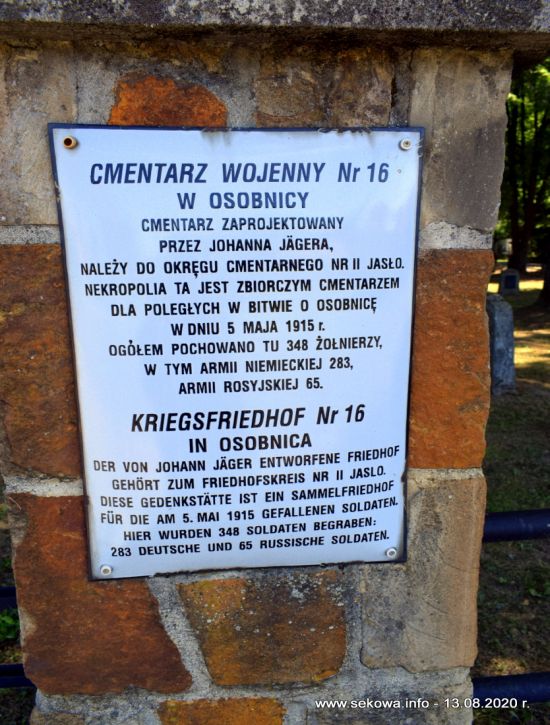 CMENTARZ WOJENNY Nr 16
W OSOBNICY
CMENTARZ ZAPROJEKTOWANY
PRZEZ JOHANNA JÄGERA,
NALEŻY DO OKRĘGU CMENTARNEGO NR II JASŁO.
NEKROPOLIA TA JEST ZBIORCZYM CMENTARZEM
DLA POLEGŁYCH W BITWIE O OSOBNICĘ
W DNIU 5 MAJA 1915 r.
OGÓŁEM POCHOWANO TU 348 ŻOŁNIERZY,
W TYM ARMII NIEMIECKIEJ 283,
ARMII ROSYJSKIEJ 65.
KRIEGSFRIEDHOF Nr 16
IN OSOBNICA
DER VON JOHANN JÄGER ENTWORFENE FRIEDHOF
GEHÖRT ZUM FRIEDHOFSKREIS NR II JASLO.
DIESE GEDENKSTÄTTE IST EIN SAMMELFRIEDHOF
FÜR DIE AM 5. MAI 1915 GEFALLENEN SOLDATEN.
HIER WURDEN 348 SOLDATEN BEGRABEN:
283 DEUTSCHE UND 65 RUSSISCHE SOLDATEN.
www.sekowa.info - 13.08.2020 r.